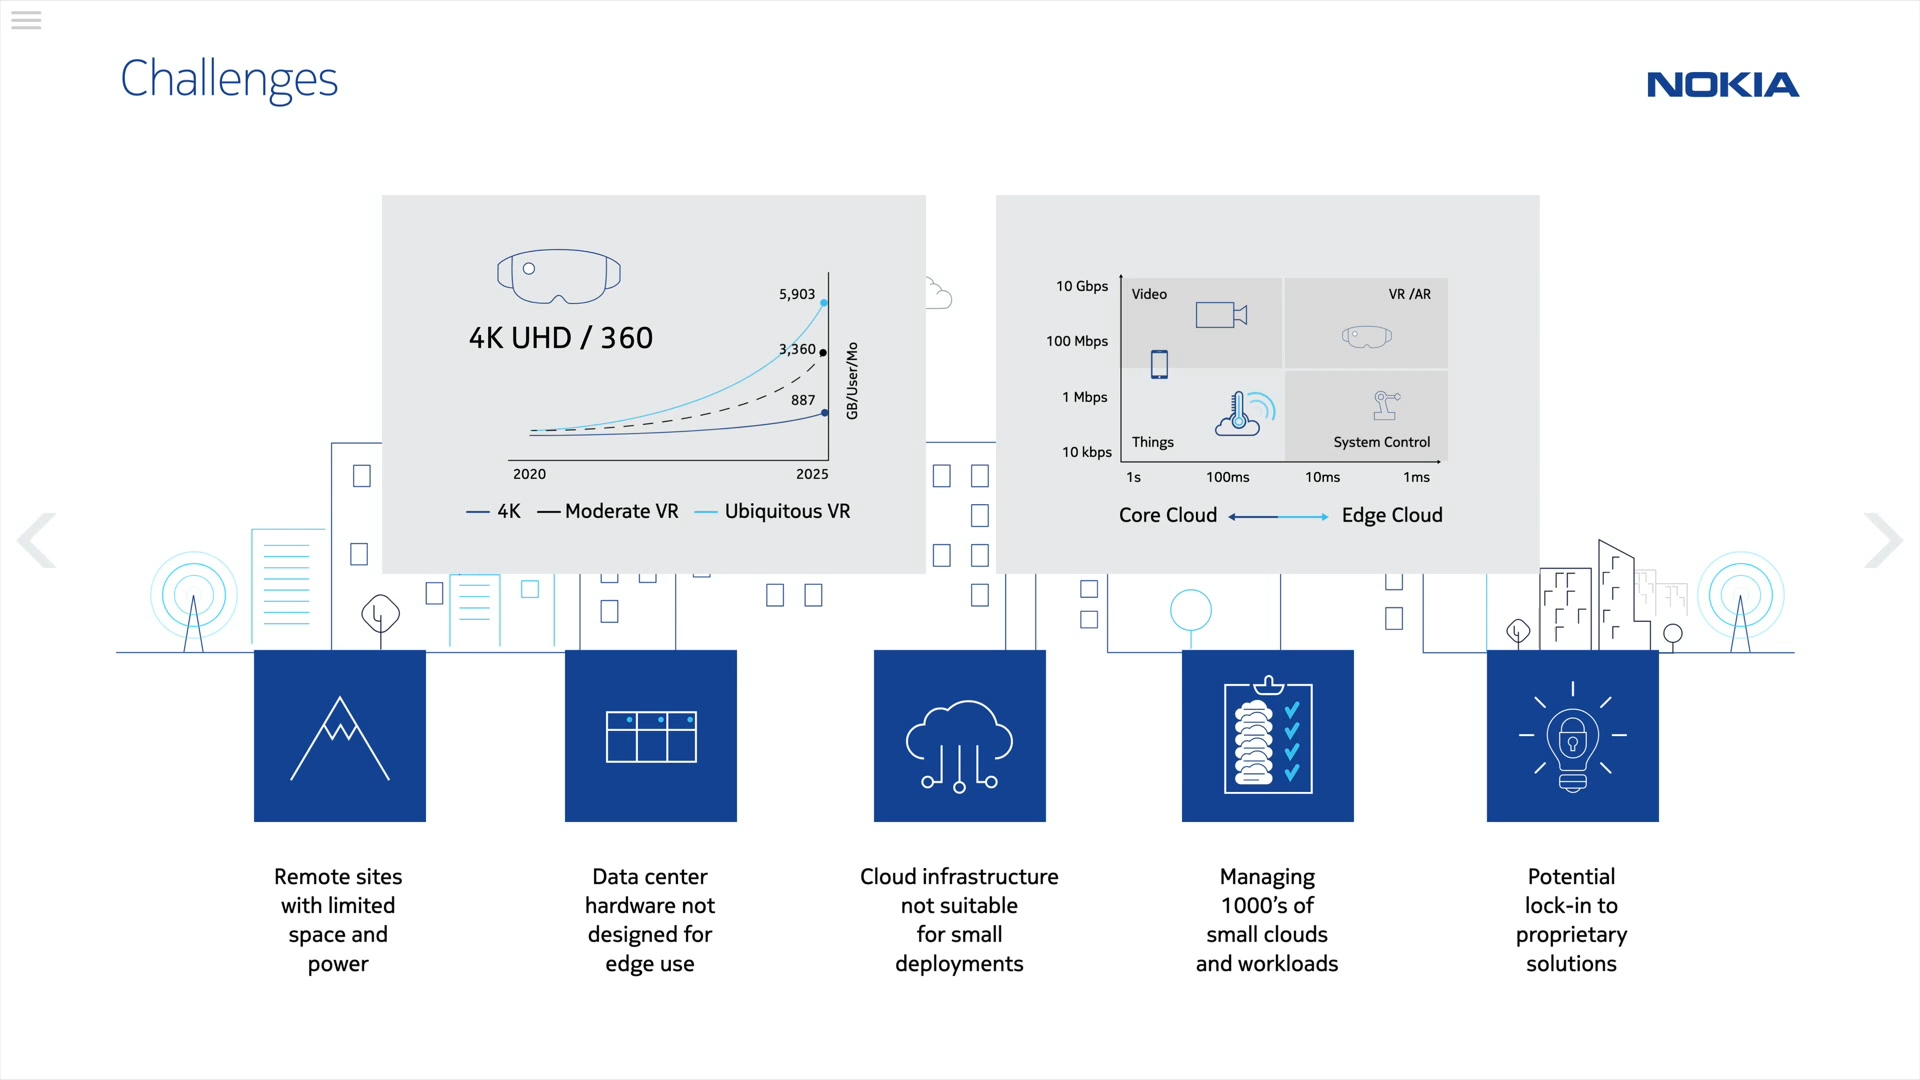 Challenges
NOKIA
4K UHD / 360
5,903
3,360
887
GB/User/Mo
2020
2025
4K
Moderate VR
Ubiquitous VR
10 Gbps
100 Mbps
1 Mbps
10 kbps
Video
VR /AR
Things
System Control
1s
100ms
10ms
1ms
Core Cloud
Edge Cloud
Remote sites
with limited
space and
power
Data center
hardware not
designed for
edge use
Cloud infrastructure
not suitable
for small
deployments
Managing
1000’s of
small clouds
and workloads
Potential
lock-in to
proprietary
solutions